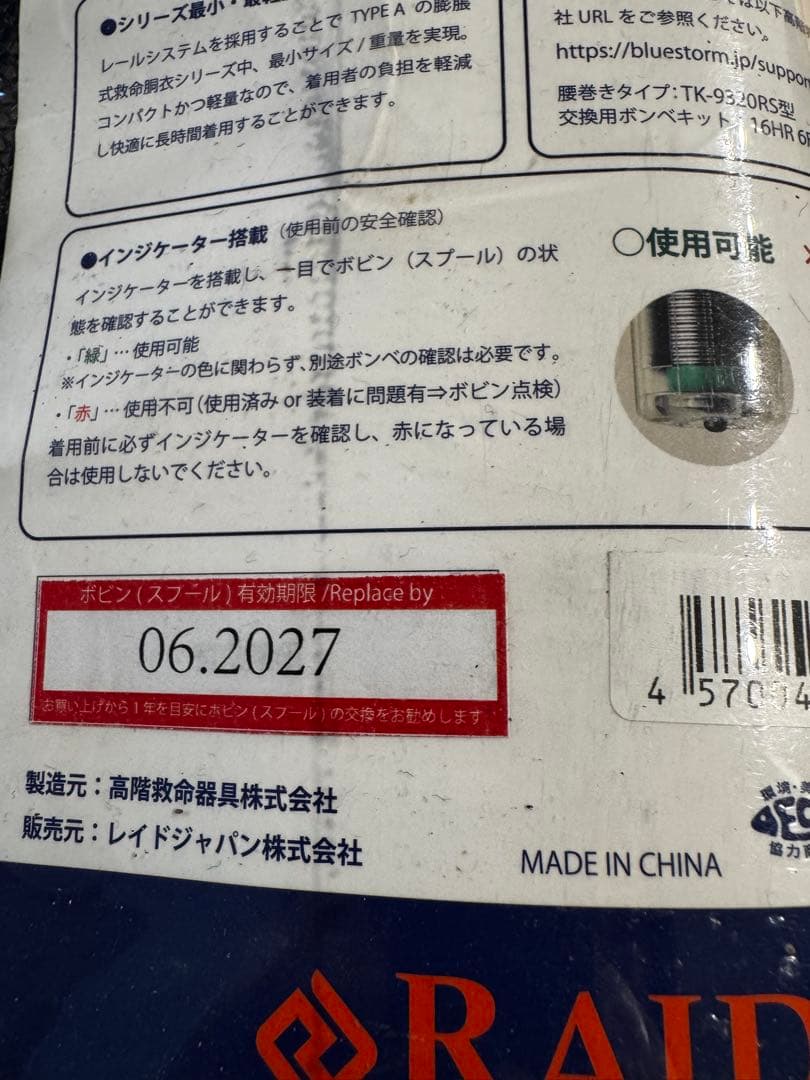 ●シリーズ最小・
レールシステムを採用することで TYPE A の膨脹
式救命胴衣シリーズ中、最小サイズ / 重量を実現。
コンパクトかつ軽量なので、着用者の負担を軽減
し快適に長時間着用することができます。
は以下
社 URL をご参照ください。
https://bluestorm.jp/suppor
腰巻きタイプ：TK-9320RS型
交換用ボンベキット
16HR
●インジケーター搭載（使用前の安全確認）
インジケーターを搭載し、一目でボビン（スプール）の状
態を確認することができます。
・「緑」… 使用可能
※インジケーターの色に関わらず、別途ボンベの確認は必要です。
・「赤」… 使用不可（使用済み or 装着に問題有⇒ボビン点検）
着用前に必ずインジケーターを確認し、赤になっている場
合は使用しないでください。
○使用可能
ボビン ( スプール ) 有効期限 /Replace by
06.2027
お買い上げから 1 年を目安にボビン ( スプール ) の交換をお勧めします
4 570
製造元：高階救命器具株式会社
販売元：レイドジャパン株式会社
MADE IN CHINA
環境・美
協力
RAID